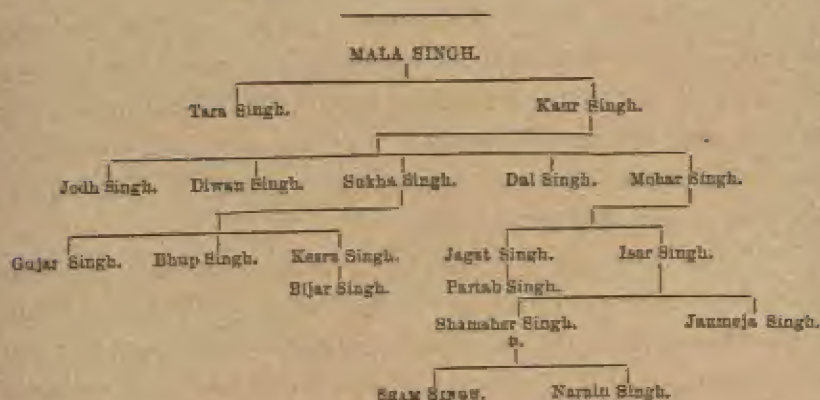 MALA SINGH.
Tara Singh. Kaur Singh.
Jodh Singh. Diwan Singh. Sukha Singh. Dal Singh. Mohar Singh.
Gujar Singh. Bhup Singh. Kesra Singh. Jagat Singh. Isar Singh.
Bijar Singh. Partab Singh.
Shamsher Singh. Janmeja Singh.
SHAM SINGH. Narain Singh.